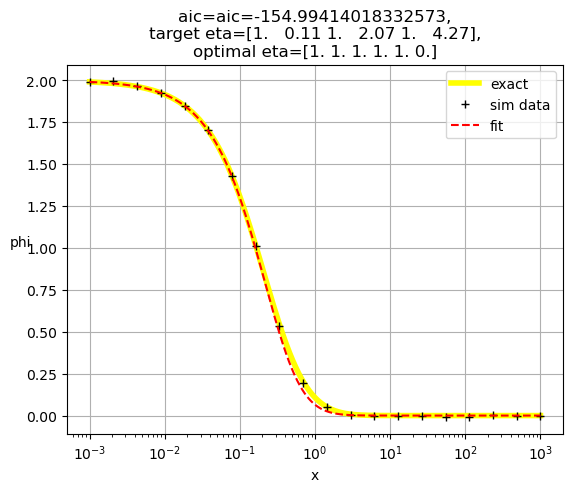 aic=aic=-154.99414018332573,
target eta=[1.   0.11 1.   2.07 1.   4.27],
optimal eta=[1. 1. 1. 1. 1. 0.]
2.00
1.75
1.50
1.25
1.00
0.75
0.50
0.25
0.00
phi
exact
sim data
fit
10⁻³
10⁻²
10⁻¹
10⁰
10¹
10²
10³
x